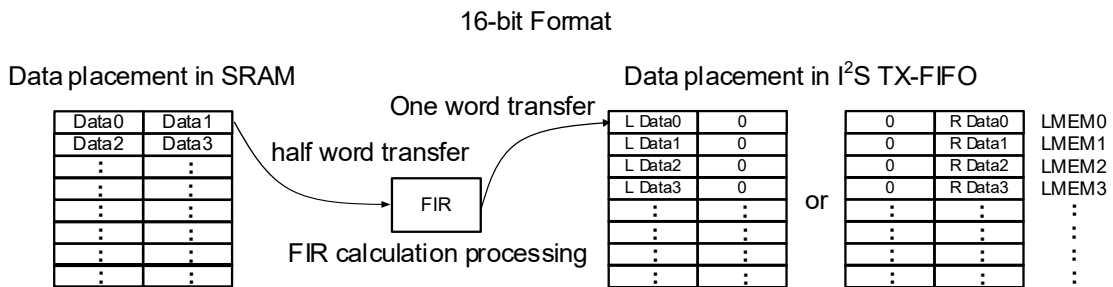 16-bit Format
Data placement in SRAM
Data placement in I²S TX-FIFO
One word transfer
half word transfer
FIR
FIR calculation processing
Data0 Data1
Data2 Data3
L Data0 0
L Data1 0
L Data2 0
L Data3 0
or
0 R Data0 LMEM0
0 R Data1 LMEM1
0 R Data2 LMEM2
0 R Data3 LMEM3